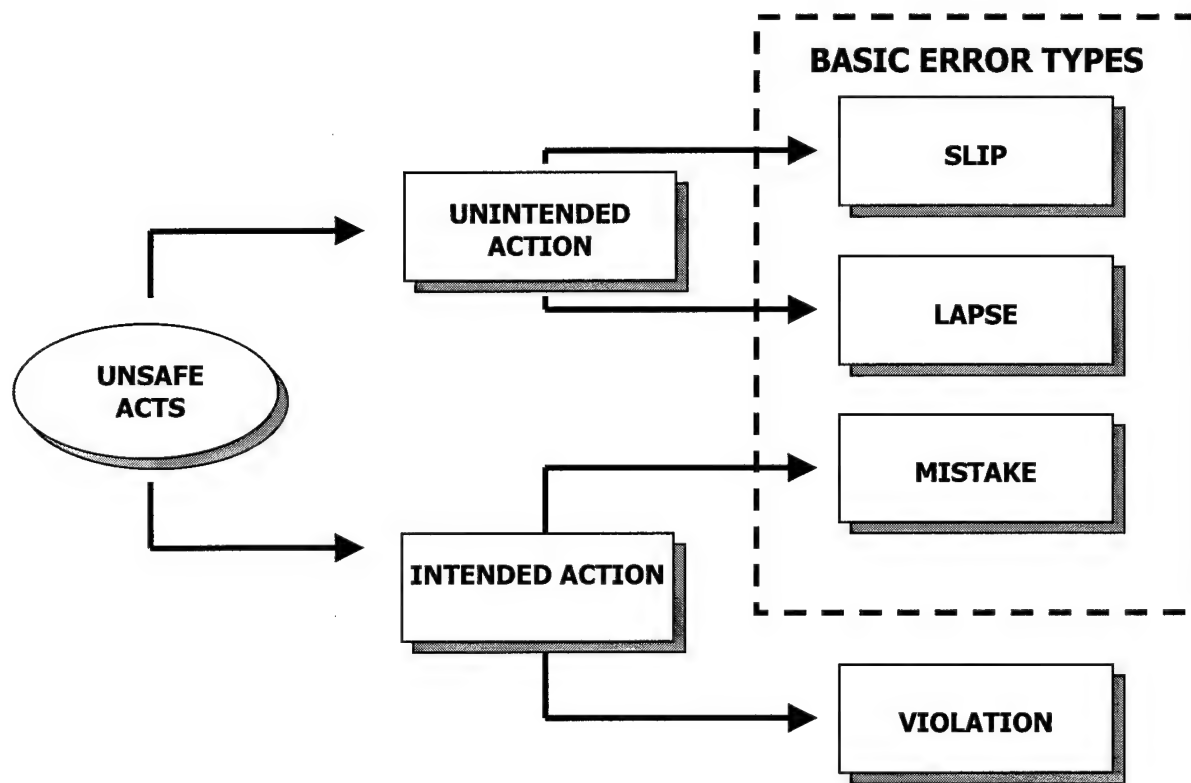 BASIC ERROR TYPES
SLIP
UNINTENDED
ACTION
LAPSE
UNSAFE
ACTS
MISTAKE
INTENDED ACTION
VIOLATION